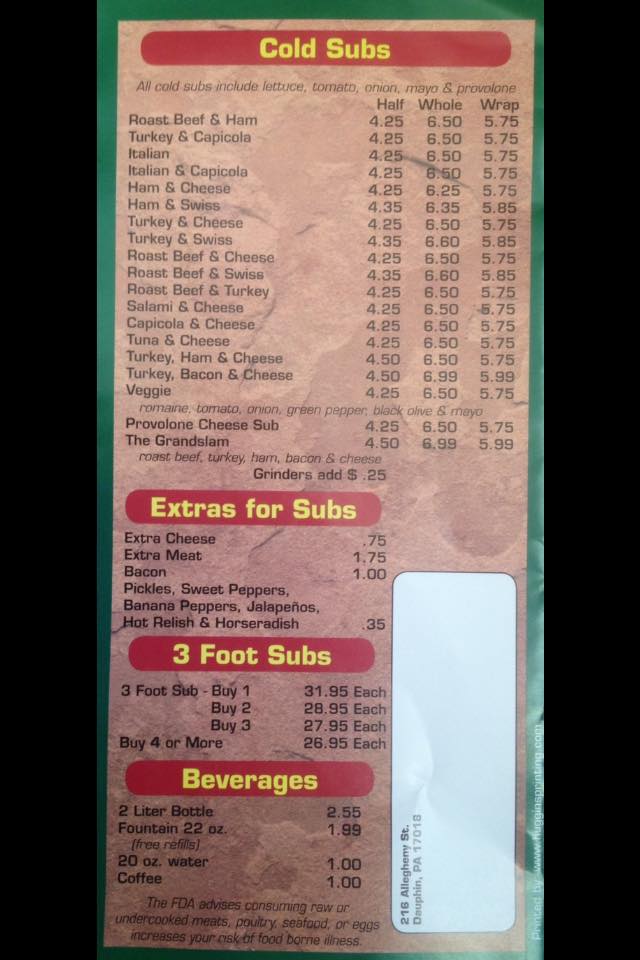 Cold Subs
All cold subs include lettuce, tomato, onion, mayo & provolone
Half Whole Wrap
Roast Beef & Ham 4.25 6.50 5.75
Turkey & Capicola 4.25 6.50 5.75
Italian 4.25 6.50 5.75
Italian & Capicola 4.25 6.50 5.75
Ham & Cheese 4.25 6.25 5.75
Ham & Swiss 4.35 6.35 5.85
Turkey & Cheese 4.25 6.50 5.75
Turkey & Swiss 4.35 6.60 5.85
Roast Beef & Cheese 4.25 6.50 5.75
Roast Beef & Swiss 4.35 6.60 5.85
Roast Beef & Turkey 4.25 6.50 5.75
Salami & Cheese 4.25 6.50 5.75
Capicola & Cheese 4.25 6.50 5.75
Tuna & Cheese 4.25 6.50 5.75
Turkey, Ham & Cheese 4.50 6.50 5.75
Turkey, Bacon & Cheese 4.50 6.99 5.99
Veggie 4.25 6.50 5.75
romaine, tomato, onion, green pepper, black olive & mayo
Provolone Cheese Sub 4.25 6.50 5.75
The Grandslam 4.50 6.99 5.99
roast beef, turkey, ham, bacon & cheese
Grinders add $ .25
Extras for Subs
Extra Cheese .75
Extra Meat 1.75
Bacon 1.00
Pickles, Sweet Peppers,
Banana Peppers, Jalapeños,
Hot Relish & Horseradish .35
3 Foot Subs
3 Foot Sub - Buy 1 31.95 Each
Buy 2 28.95 Each
Buy 3 27.95 Each
Buy 4 or More 26.95 Each
Beverages
2 Liter Bottle 2.55
Fountain 22 oz. 1.99
(free refills)
20 oz. water 1.00
Coffee 1.00
The FDA advises consuming raw or
undercooked meats, poultry, seafood, or eggs
increases your risk of food borne illness.
216 Allegheny St.
Dauphin, PA 17018
Printed by: www.hugginsprinting.com